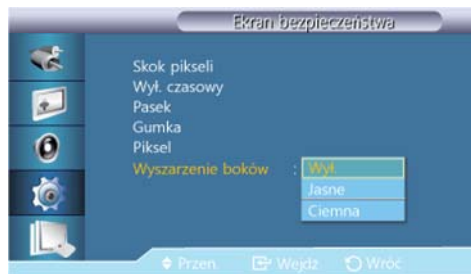 Ekran bezpieczeństwa
Skok pikseli
Wył. czasowy
Pasek
Gumka
Piksel
Wyszarzenie boków : Wył.
Jasne
Ciemna
Przen. Wejdź Wróć